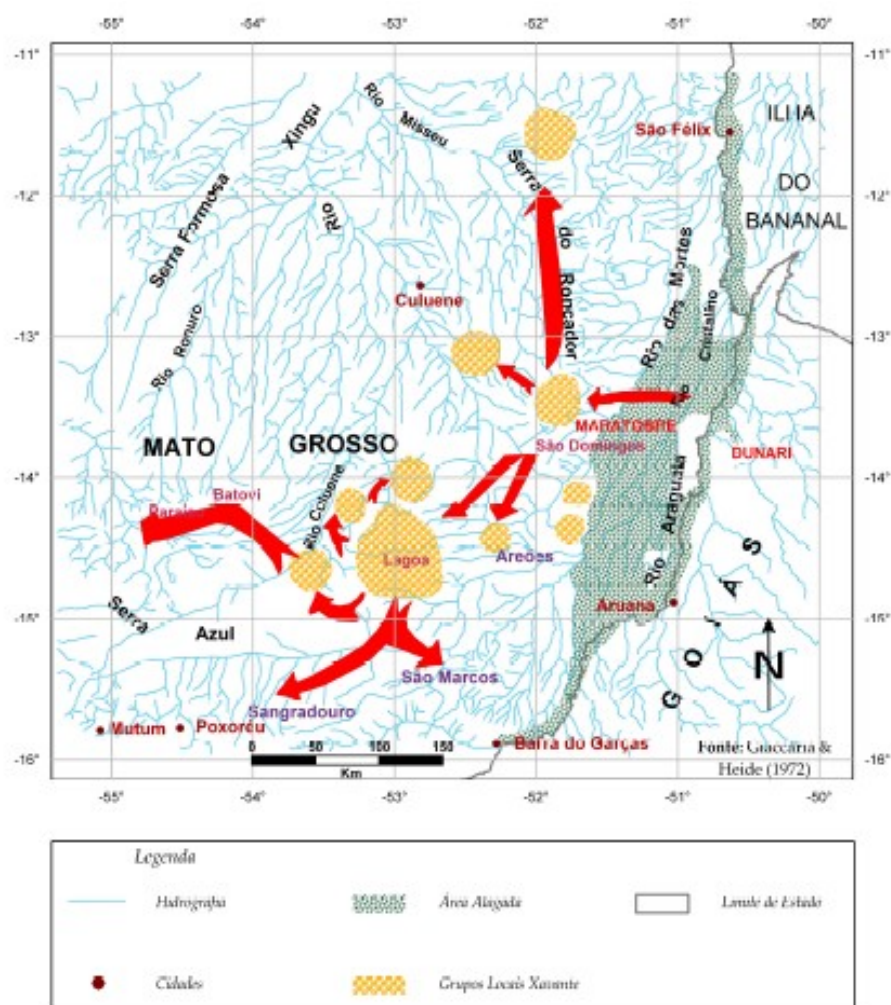 -55° -54° -53° -52° -51° -50°
-11° -11°
Rio Misseu
Xingu
São Félix
ILHA
DO
BANANAL
-12° -12°
Serra Formosa
Rio
Serra do Roncador
Culuene
Rio das Mortes
Cristalino
-13° -13°
Rio Ronuro
Rio
MARATOBRE
São Domingos
DUNARI
MATO GROSSO
-14° -14°
Batovi
Rio Culuene
Araguaia
Lagoa
Areões
Rio
-15° -15°
Aruana
Serra
Azul
GOIÁS
N
São Marcos
Sangradouro
Mutum
Poxoréu
0 50 100 150
Km
Barra do Garças
-16° -16°
Fonte: Giaccaria &
Heide (1972)
-55° -54° -53° -52° -51° -50°
Legenda
Hidrografia Área Alagada Limite de Estado
Cidades Grupos Locais Xavante